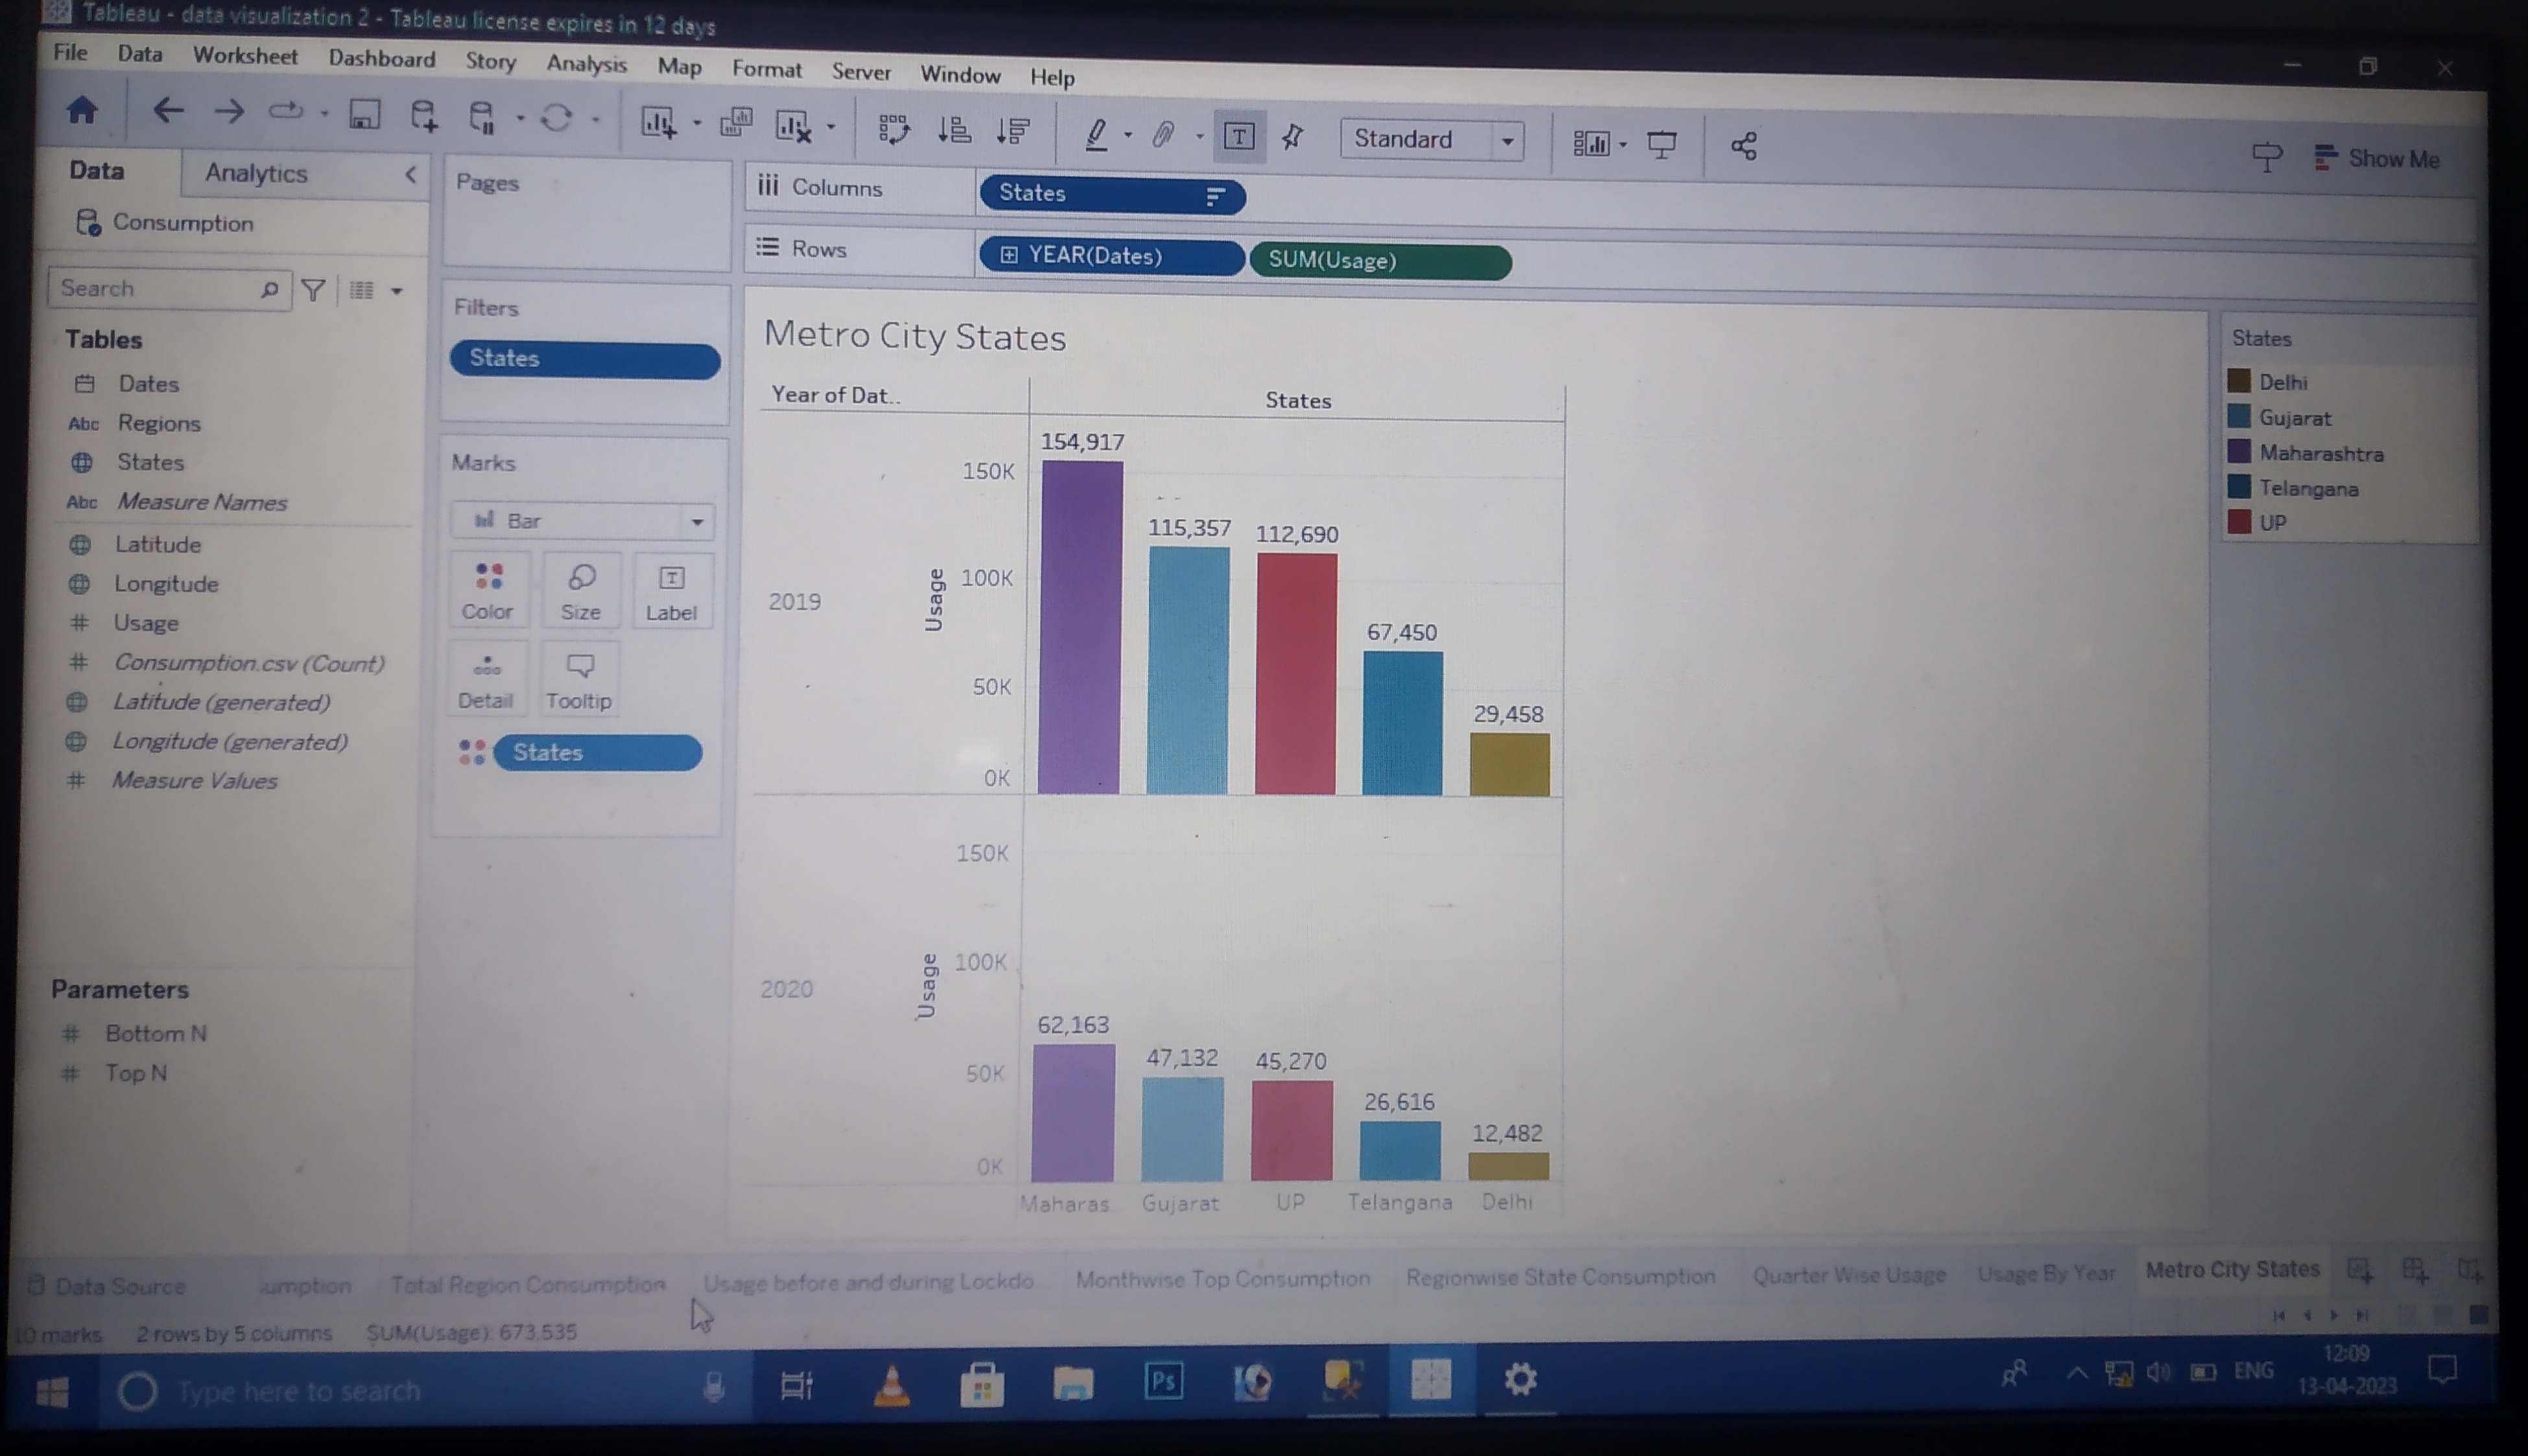 Tableau - data visualization 2 - Tableau license expires in 12 days
File Data Worksheet Dashboard Story Analysis Map Format Server Window Help
Standard
Show Me
Data Analytics
Consumption
Search
Tables
Dates
Abc Regions
States
Abc Measure Names
Latitude
Longitude
# Usage
# Consumption.csv (Count)
Latitude (generated)
Longitude (generated)
# Measure Values
Parameters
# Bottom N
# Top N
Pages
Filters
States
Marks
Bar
Color Size Label
Detail Tooltip
States
Columns States
Rows YEAR(Dates) SUM(Usage)
Metro City States
Year of Dat..
States
2019
Usage
150K
100K
50K
0K
154,917
115,357
112,690
67,450
29,458
2020
Usage
150K
100K
50K
0K
62,163
47,132
45,270
26,616
12,482
Maharas.. Gujarat UP Telangana Delhi
States
Delhi
Gujarat
Maharashtra
Telangana
UP
Data Source umption Total Region Consumption Usage before and during Lockdo... Monthwise Top Consumption Regionwise State Consumption Quarter Wise Usage Usage By Year Metro City States
10 marks 2 rows by 5 columns SUM(Usage): 673,535
Type here to search
Ps
ENG
12:09
13-04-2023